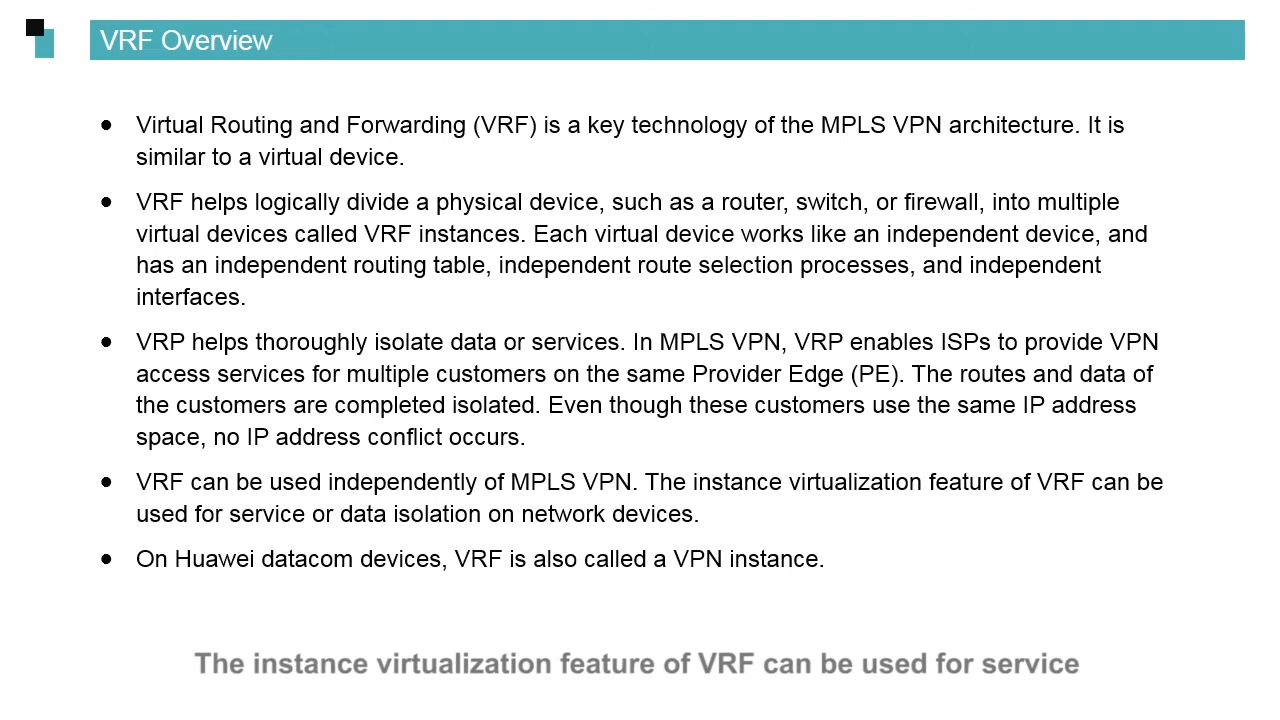 VRF Overview
● Virtual Routing and Forwarding (VRF) is a key technology of the MPLS VPN architecture. It is
similar to a virtual device.
● VRF helps logically divide a physical device, such as a router, switch, or firewall, into multiple
virtual devices called VRF instances. Each virtual device works like an independent device, and
has an independent routing table, independent route selection processes, and independent
interfaces.
● VRP helps thoroughly isolate data or services. In MPLS VPN, VRP enables ISPs to provide VPN
access services for multiple customers on the same Provider Edge (PE). The routes and data of
the customers are completed isolated. Even though these customers use the same IP address
space, no IP address conflict occurs.
● VRF can be used independently of MPLS VPN. The instance virtualization feature of VRF can be
used for service or data isolation on network devices.
● On Huawei datacom devices, VRF is also called a VPN instance.
The instance virtualization feature of VRF can be used for service